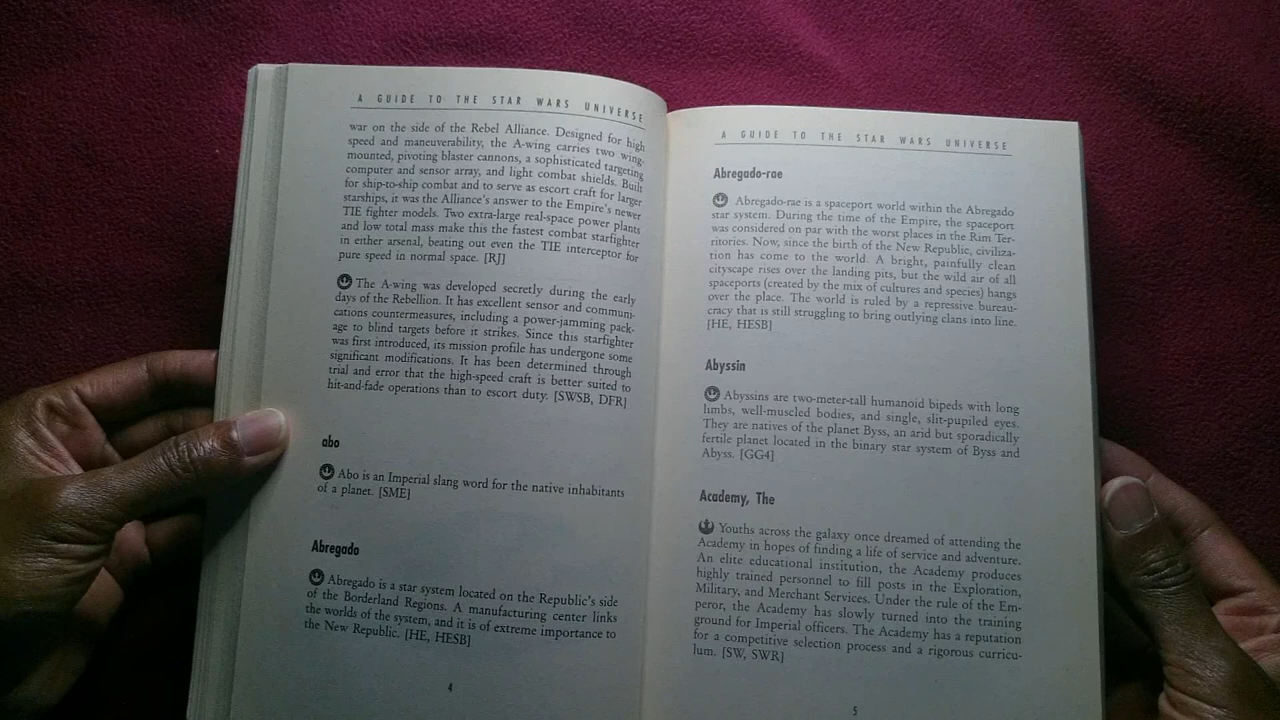 A GUIDE TO THE STAR WARS UNIVERSE
war on the side of the Rebel Alliance. Designed for high
speed and maneuverability, the A-wing carries two wing-
mounted, pivoting blaster cannons, a sophisticated targeting
computer and sensor array, and light combat shields. Built
for ship-to-ship combat and to serve as escort craft for larger
starships, it was the Alliance's answer to the Empire's newer
TIE fighter models. Two extra-large real-space power plants
and low total mass make this the fastest combat starfighter
in either arsenal, beating out even the TIE interceptor for
pure speed in normal space. [RJ]
The A-wing was developed secretly during the early
days of the Rebellion. It has excellent sensor and communi-
cations countermeasures, including a power-jamming pack-
age to blind targets before it strikes. Since this starfighter
was first introduced, its mission profile has undergone some
significant modifications. It has been determined through
trial and error that the high-speed craft is better suited to
hit-and-fade operations than to escort duty. [SWSB, DFR]
abo
Abo is an Imperial slang word for the native inhabitants
of a planet. [SME]
Abregado
Abregado is a star system located on the Republic's side
of the Borderland Regions. A manufacturing center links
the worlds of the system, and it is of extreme importance to
the New Republic. [HE, HESB]
4
A GUIDE TO THE STAR WARS UNIVERSE
Abregado-rae
Abregado-rae is a spaceport world within the Abregado
star system. During the time of the Empire, the spaceport
was considered on par with the worst places in the Rim Ter-
ritories. Now, since the birth of the New Republic, civiliza-
tion has come to the world. A bright, painfully clean
cityscape rises over the landing pits, but the wild air of all
spaceports (created by the mix of cultures and species) hangs
over the place. The world is ruled by a repressive bureau-
cracy that is still struggling to bring outlying clans into line.
[HE, HESB]
Abyssin
Abyssins are two-meter-tall humanoid bipeds with long
limbs, well-muscled bodies, and single, slit-pupiled eyes.
They are natives of the planet Byss, an arid but sporadically
fertile planet located in the binary star system of Byss and
Abyss. [GG4]
Academy, The
Youths across the galaxy once dreamed of attending the
Academy in hopes of finding a life of service and adventure.
An elite educational institution, the Academy produces
highly trained personnel to fill posts in the Exploration,
Military, and Merchant Services. Under the rule of the Em-
peror, the Academy has slowly turned into the training
ground for Imperial officers. The Academy has a reputation
for a competitive selection process and a rigorous curricu-
lum. [SW, SWR]
5